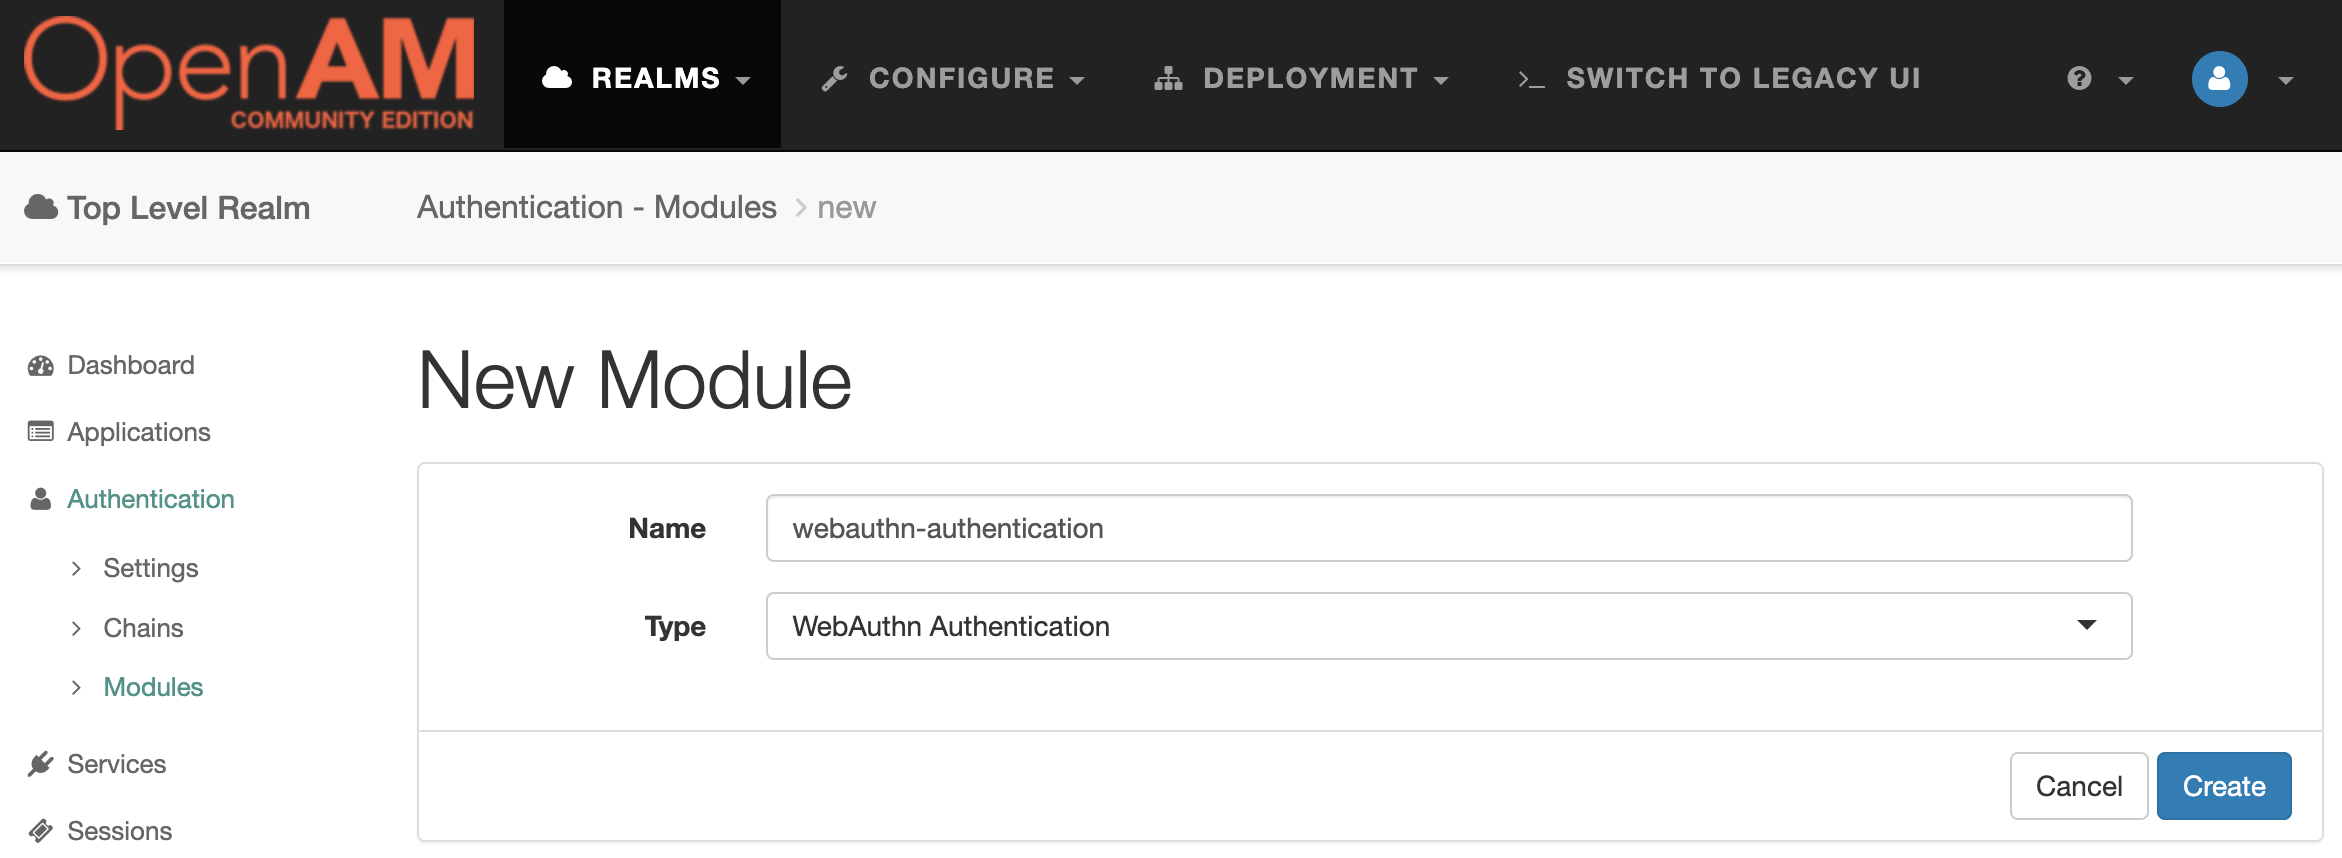 OpenAM
COMMUNITY EDITION
REALMS
CONFIGURE
DEPLOYMENT
>_ SWITCH TO LEGACY UI
?
Top Level Realm
Authentication - Modules > new
Dashboard
Applications
Authentication
Settings
Chains
Modules
Services
Sessions
New Module
Name
webauthn-authentication
Type
WebAuthn Authentication
Cancel
Create